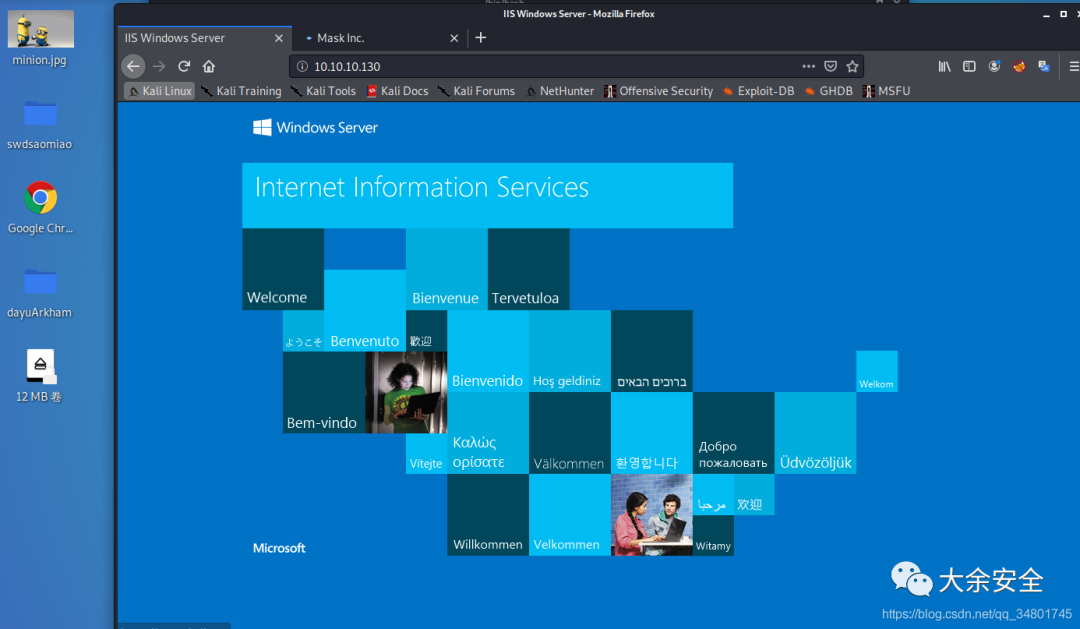 /bin/bash
IIS Windows Server - Mozilla Firefox
minion.jpg
swdsaomiao
Google Chr...
dayuArkham
12 MB 卷
IIS Windows Server
Mask Inc.
10.10.10.130
Kali Linux Kali Training Kali Tools Kali Docs Kali Forums NetHunter Offensive Security Exploit-DB GHDB MSFU
Windows Server
Internet Information Services
Welcome
Bienvenue
Tervetuloa
ようこそ
Benvenuto
歡迎
Bienvenido
Hoş geldiniz
ברוכים הבאים
Welkom
Bem-vindo
Vítejte
Καλώς
ορίσατε
Välkommen
환영합니다
Добро
пожаловать
Üdvözöljük
Willkommen
Velkommen
مرحبا
欢迎
Witamy
Microsoft
大余安全
https://blog.csdn.net/qq_34801745